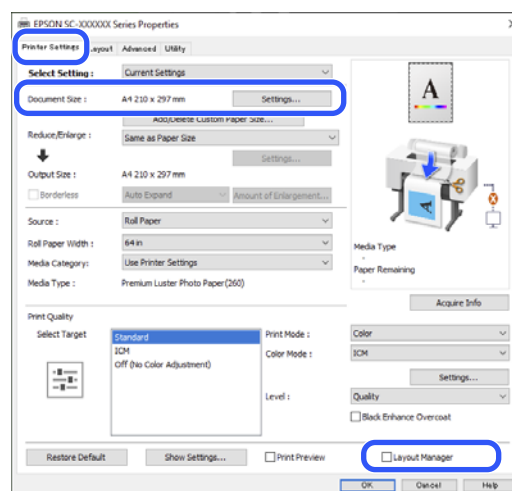 EPSON SC-XXXXXX Series Properties
Printer Settings Layout Advanced Utility
Select Setting : Current Settings
Document Size : A4 210 x 297 mm Settings...
Add/Delete Custom Paper Size...
Reduce/Enlarge : Same as Paper Size
Settings...
Output Size : A4 210 x 297 mm
Borderless Auto Expand Amount of Enlargement...
Source : Roll Paper
Roll Paper Width : 64 in
Media Category: Use Printer Settings
Media Type : Premium Luster Photo Paper(260)
A
Media Type
-
Paper Remaining
-
Acquire Info
Print Quality
Select Target
Standard
ICM
Off (No Color Adjustment)
Print Mode : Color
Color Mode : ICM
Settings...
Level : Quality
Black Enhance Overcoat
Restore Default Show Settings... Print Preview Layout Manager
OK Cancel Help